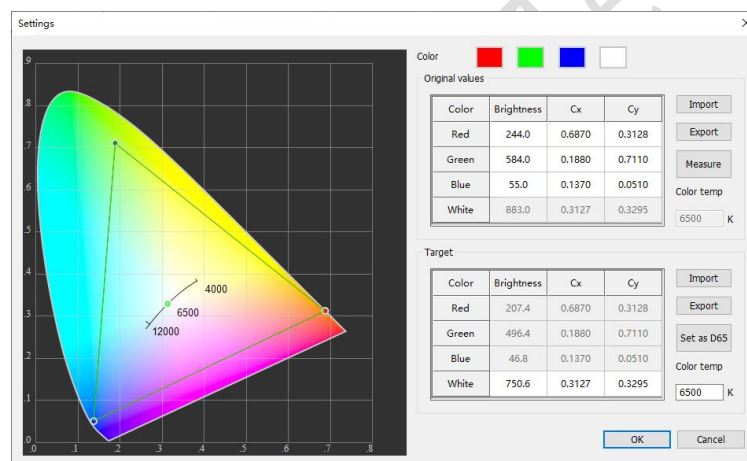 Settings
Color
Original values
Color Brightness Cx Cy
Red 244.0 0.6870 0.3128
Green 584.0 0.1880 0.7110
Blue 55.0 0.1370 0.0510
White 883.0 0.3127 0.3295
Import
Export
Measure
Color temp
6500 K
Target
Color Brightness Cx Cy
Red 207.4 0.6870 0.3128
Green 496.4 0.1880 0.7110
Blue 46.8 0.1370 0.0510
White 750.6 0.3127 0.3295
Import
Export
Set as D65
Color temp
6500 K
OK Cancel
.9
.8
.7
.6
.5
.4
.3
.2
.1
.0
.0 .1 .2 .3 .4 .5 .6 .7 .8
4000
6500
12000